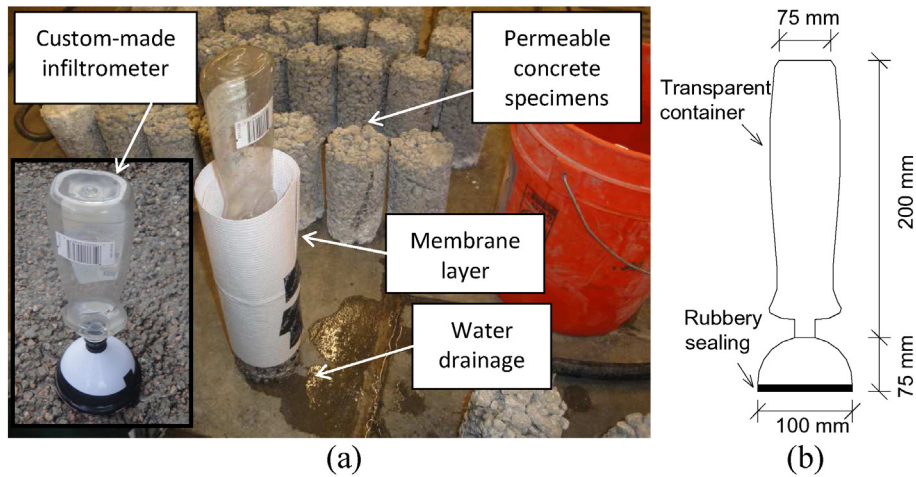 Custom-made
infiltrometer
Permeable
concrete
specimens
Membrane
layer
Water
drainage
(a)
75 mm
Transparent
container
200 mm
Rubbery
sealing
75 mm
100 mm
(b)